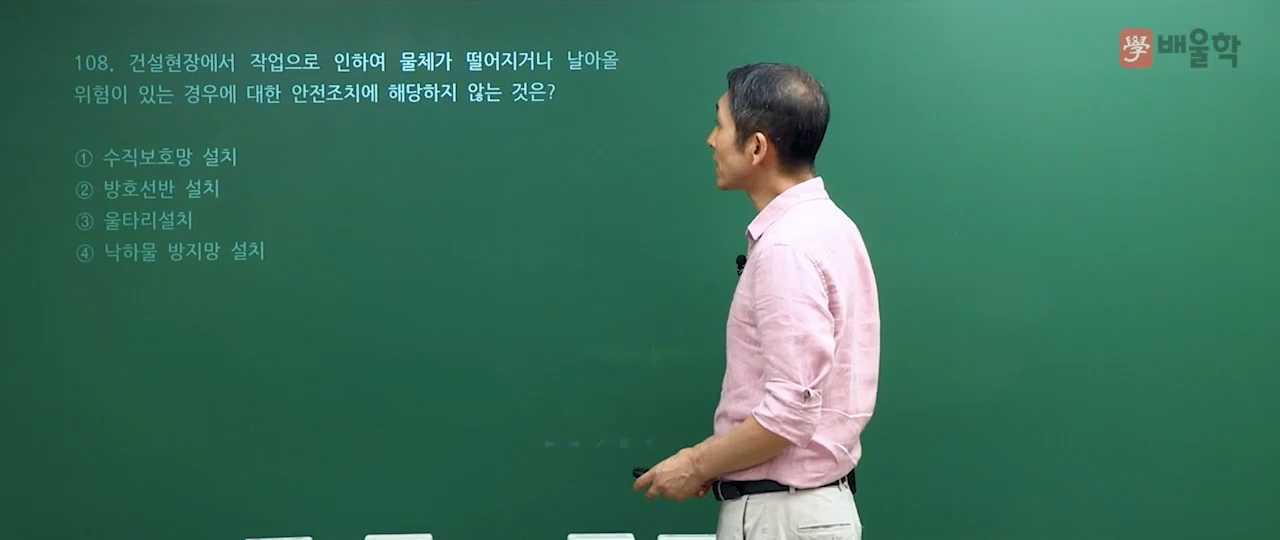 108. 건설현장에서 작업으로 인하여 물체가 떨어지거나 날아올
위험이 있는 경우에 대한 안전조치에 해당하지 않는 것은?
① 수직보호망 설치
② 방호선반 설치
③ 울타리설치
④ 낙하물 방지망 설치
學 배울학